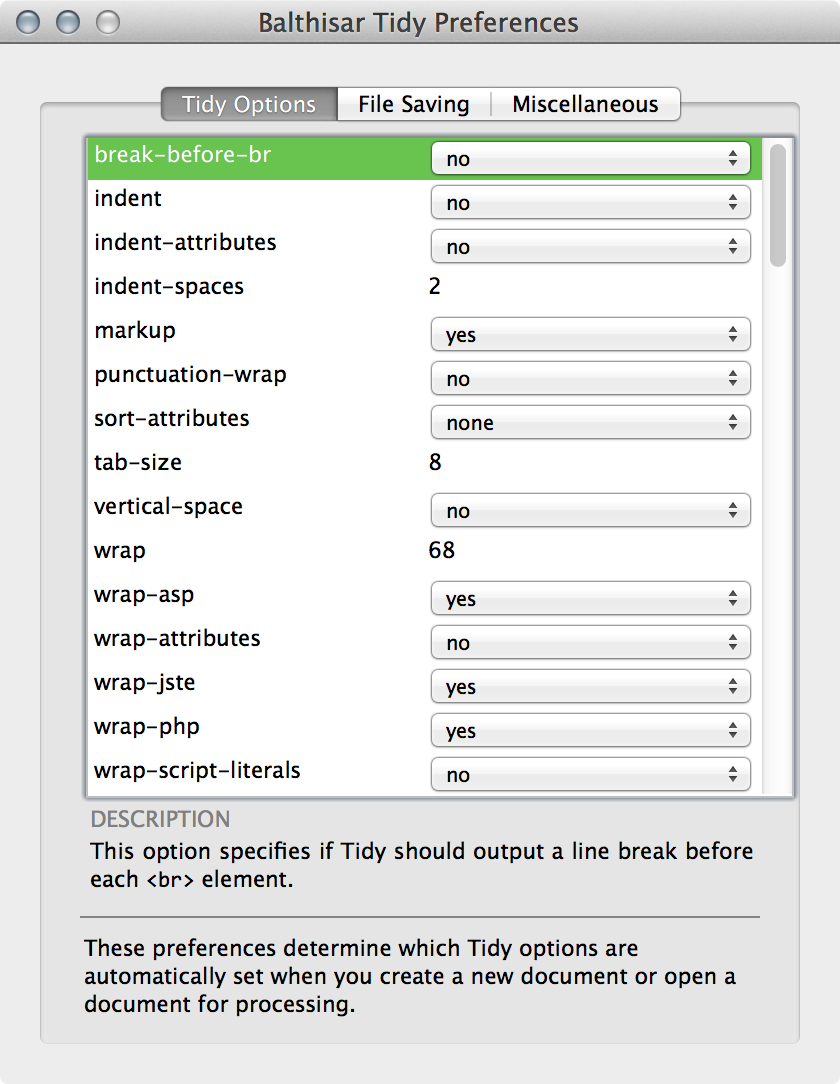 Balthisar Tidy Preferences
Tidy Options File Saving Miscellaneous
break-before-br no
indent no
indent-attributes no
indent-spaces 2
markup yes
punctuation-wrap no
sort-attributes none
tab-size 8
vertical-space no
wrap 68
wrap-asp yes
wrap-attributes no
wrap-jste yes
wrap-php yes
wrap-script-literals no
DESCRIPTION
This option specifies if Tidy should output a line break before
each <br> element.
These preferences determine which Tidy options are
automatically set when you create a new document or open a
document for processing.